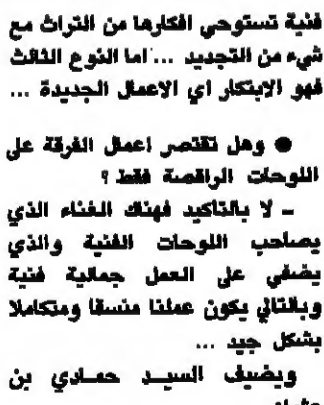 فنية تستوحي افكارها من التراث مع
شيء من التجديد ... اما النوع الثالث
فهو الابتكار اي الاعمال الجديدة ...
● وهل تقتصر اعمال الفرقة على
اللوحات الراقصة فقط ؟
ـ لا بالتأكيد فهناك الغناء الذي
يصاحب اللوحات الفنية والذي
يضفي على العمل جمالية فنية
وبالتالي يكون عملنا منسقا ومتكاملا
بشكل جيد ...
ويضيف السيد حمادي بن